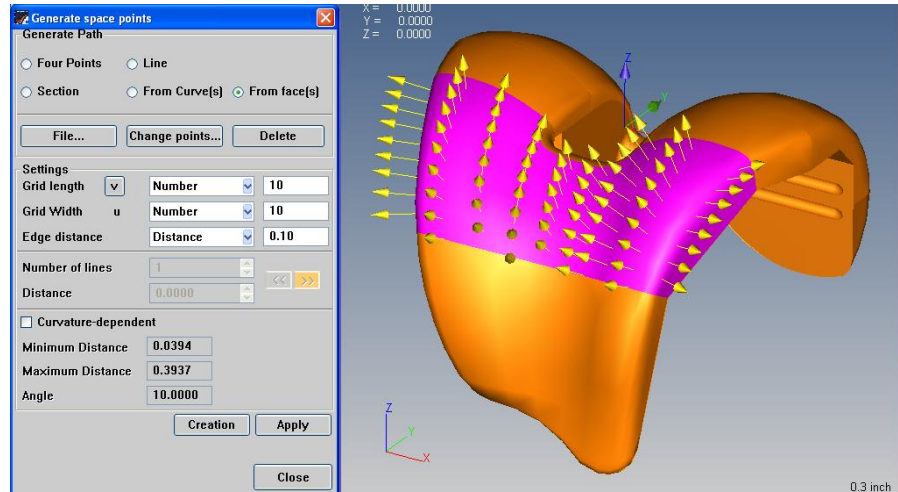 Generate space points
Generate Path
Four Points Line
Section From Curve(s) From face(s)
File... Change points... Delete
Settings
Grid length v Number 10
Grid Width u Number 10
Edge distance Distance 0.10
Number of lines 1
Distance 0.0000 << >>
Curvature-dependent
Minimum Distance 0.0394
Maximum Distance 0.3937
Angle 10.0000
Creation Apply
Close
X = 0.0000
Y = 0.0000
Z = 0.0000
Z
Y
Z
Y
X
0.3 inch